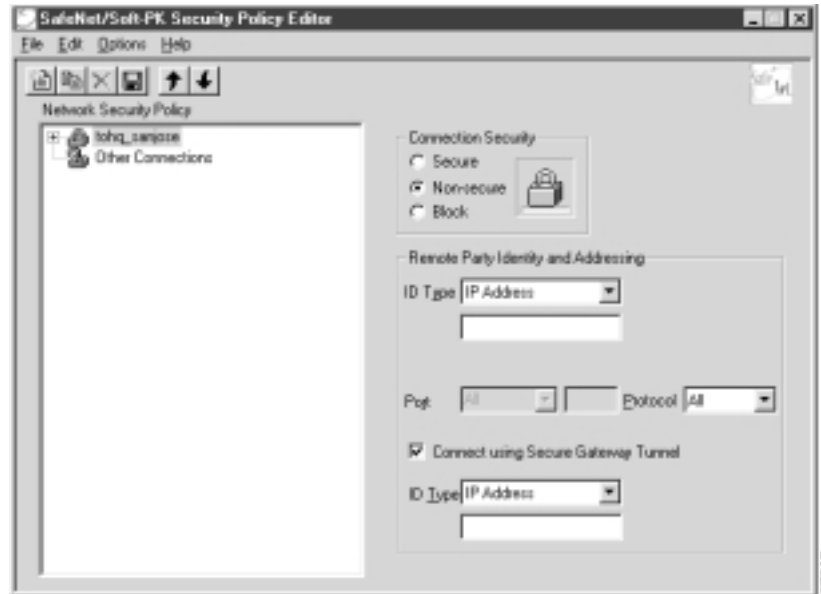 SafeNet/Soft-PK Security Policy Editor
File Edit Options Help
Network Security Policy
tohq_sanjose
Other Connections
Connection Security
Secure
Non-secure
Block
Remote Party Identity and Addressing
ID Type IP Address
Port All Protocol All
Connect using Secure Gateway Tunnel
ID Type IP Address